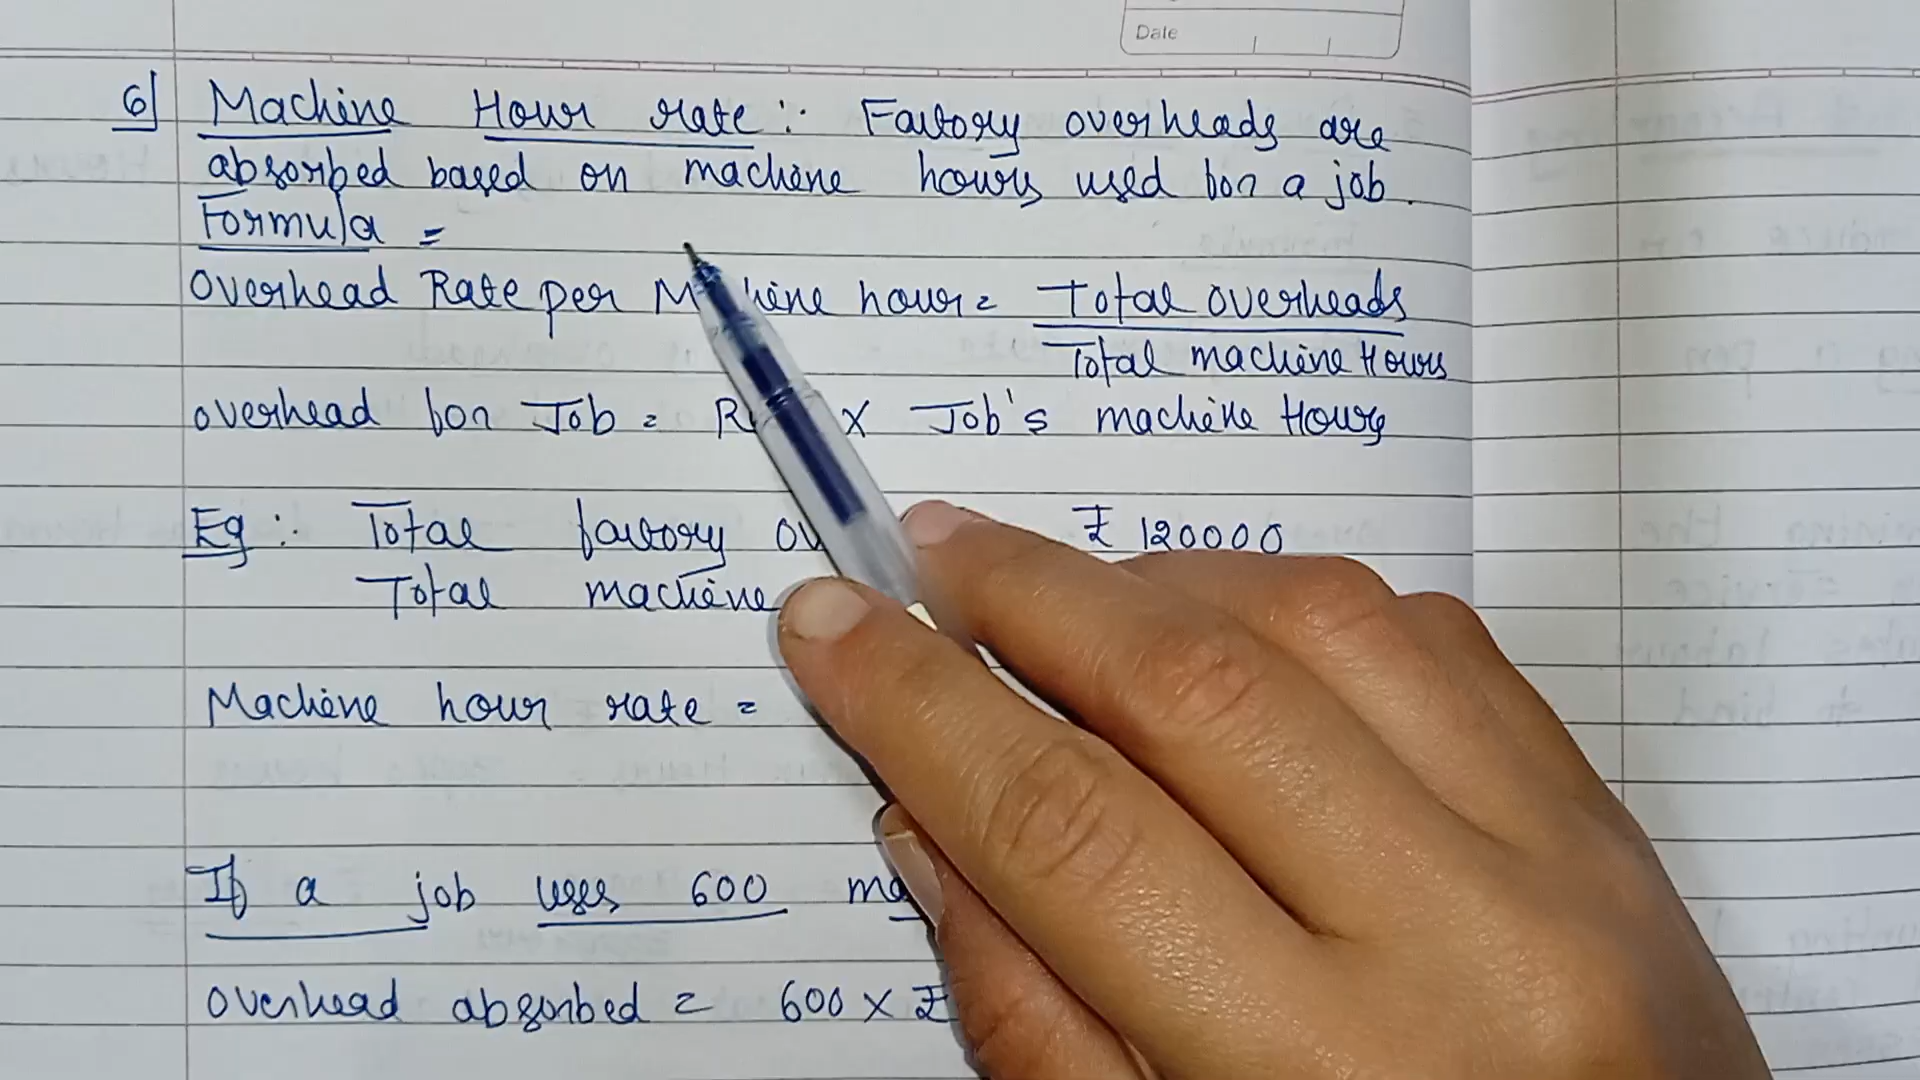 Date
6] Machine Hour rate :- Factory overheads are
absorbed based on machine hours used for a job.
Formula =
Overhead Rate per hour = Total overheads
Total machine Hours
overhead for Job = X Job's machine Hours
Eg : Total factory ₹ 120000
Total machine
Machine hour rate =
If a job uses 600
overhead absorbed = 600 X ₹